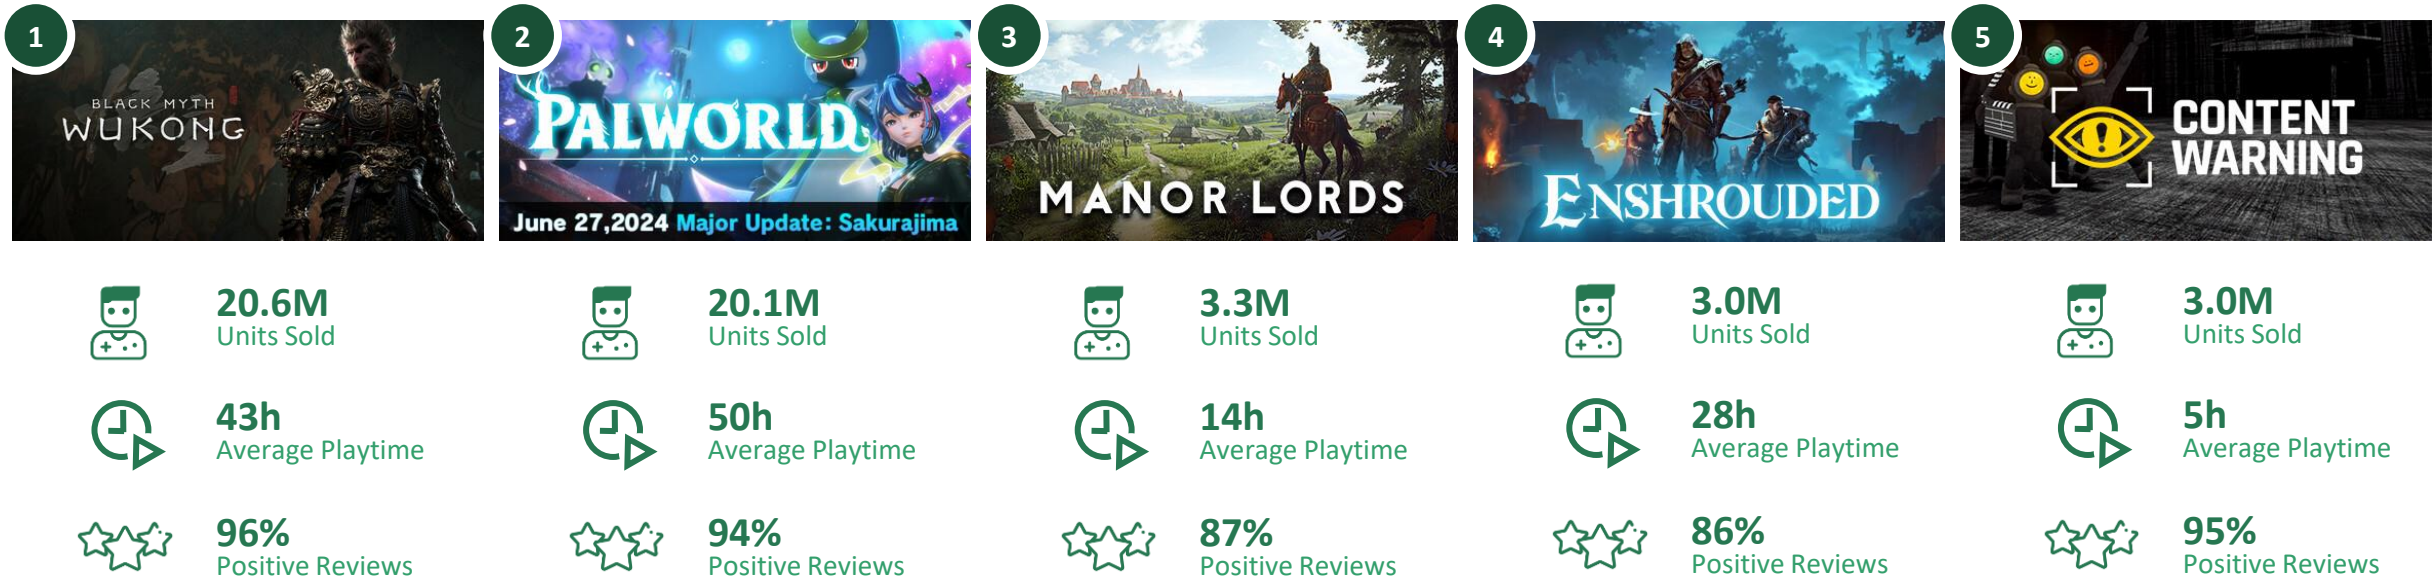 1
BLACK MYTH
WUKONG
20.6M
Units Sold
43h
Average Playtime
96%
Positive Reviews
2
PALWORLD
June 27,2024 Major Update: Sakurajima
20.1M
Units Sold
50h
Average Playtime
94%
Positive Reviews
3
MANOR LORDS
3.3M
Units Sold
14h
Average Playtime
87%
Positive Reviews
4
ENSHROUDED
3.0M
Units Sold
28h
Average Playtime
86%
Positive Reviews
5
CONTENT
WARNING
3.0M
Units Sold
5h
Average Playtime
95%
Positive Reviews